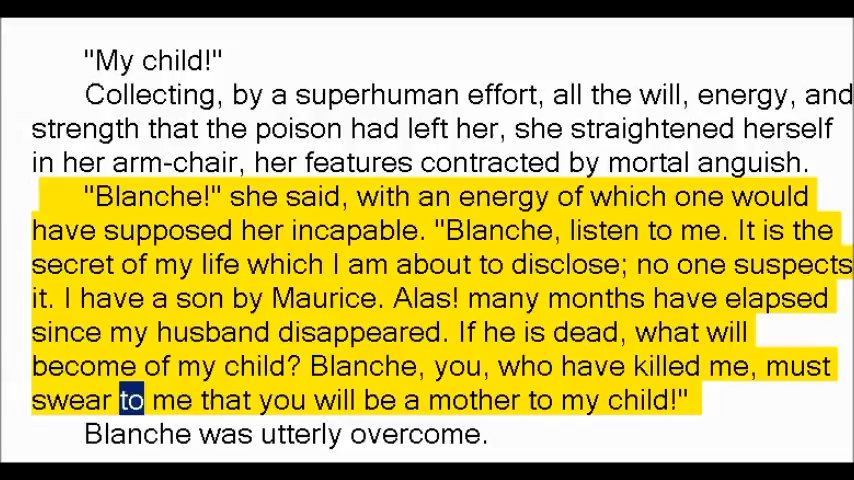 "My child!"
Collecting, by a superhuman effort, all the will, energy, and
strength that the poison had left her, she straightened herself
in her arm-chair, her features contracted by mortal anguish.
"Blanche!" she said, with an energy of which one would
have supposed her incapable. "Blanche, listen to me. It is the
secret of my life which I am about to disclose; no one suspects
it. I have a son by Maurice. Alas! many months have elapsed
since my husband disappeared. If he is dead, what will
become of my child? Blanche, you, who have killed me, must
swear to me that you will be a mother to my child!"
Blanche was utterly overcome.